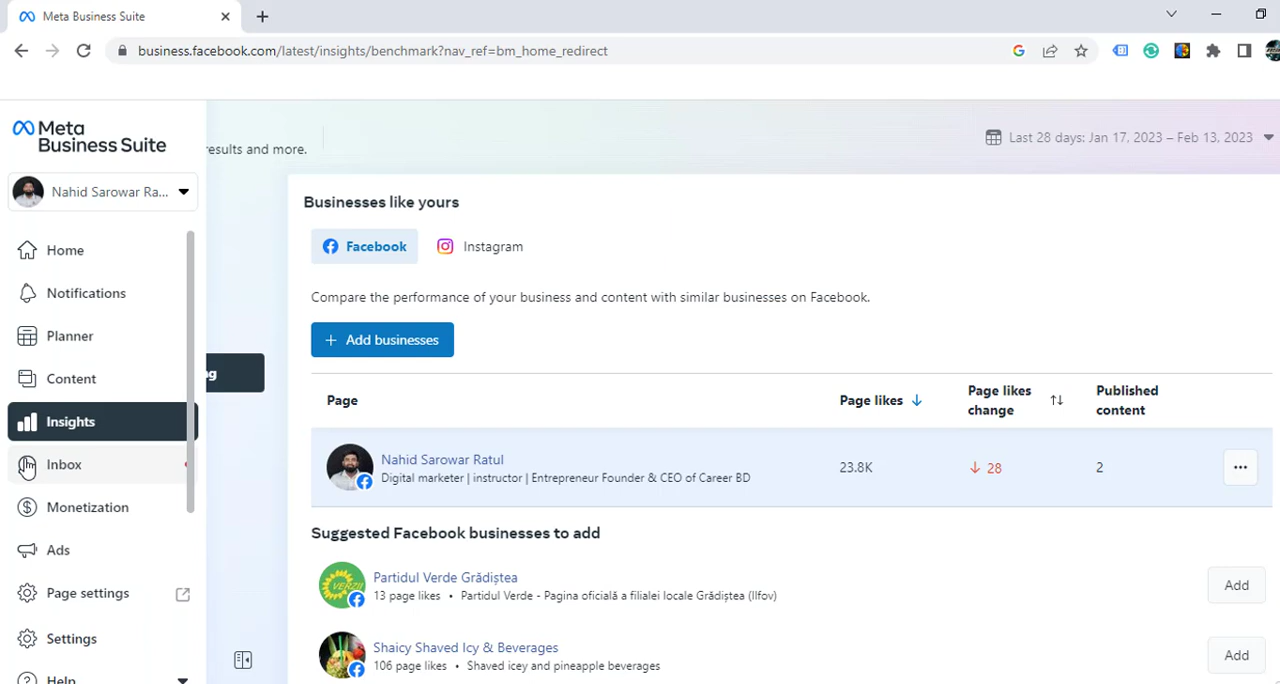 Meta Business Suite
business.facebook.com/latest/insights/benchmark?nav_ref=bm_home_redirect
Meta
Business Suite
results and more.
Last 28 days: Jan 17, 2023 – Feb 13, 2023
Nahid Sarowar Ra...
Home
Notifications
Planner
Content
Insights
Inbox
Monetization
Ads
Page settings
Settings
Help
g
Businesses like yours
Facebook
Instagram
Compare the performance of your business and content with similar businesses on Facebook.
+ Add businesses
Page
Page likes
Page likes
change
Published
content
Nahid Sarowar Ratul
Digital marketer | instructor | Entrepreneur Founder & CEO of Career BD
23.8K
28
2
Suggested Facebook businesses to add
VERZII
Partidul Verde Grădiștea
13 page likes • Partidul Verde - Pagina oficială a filialei locale Grădiștea (Ilfov)
Add
Shaicy Shaved Icy & Beverages
106 page likes • Shaved icey and pineapple beverages
Add